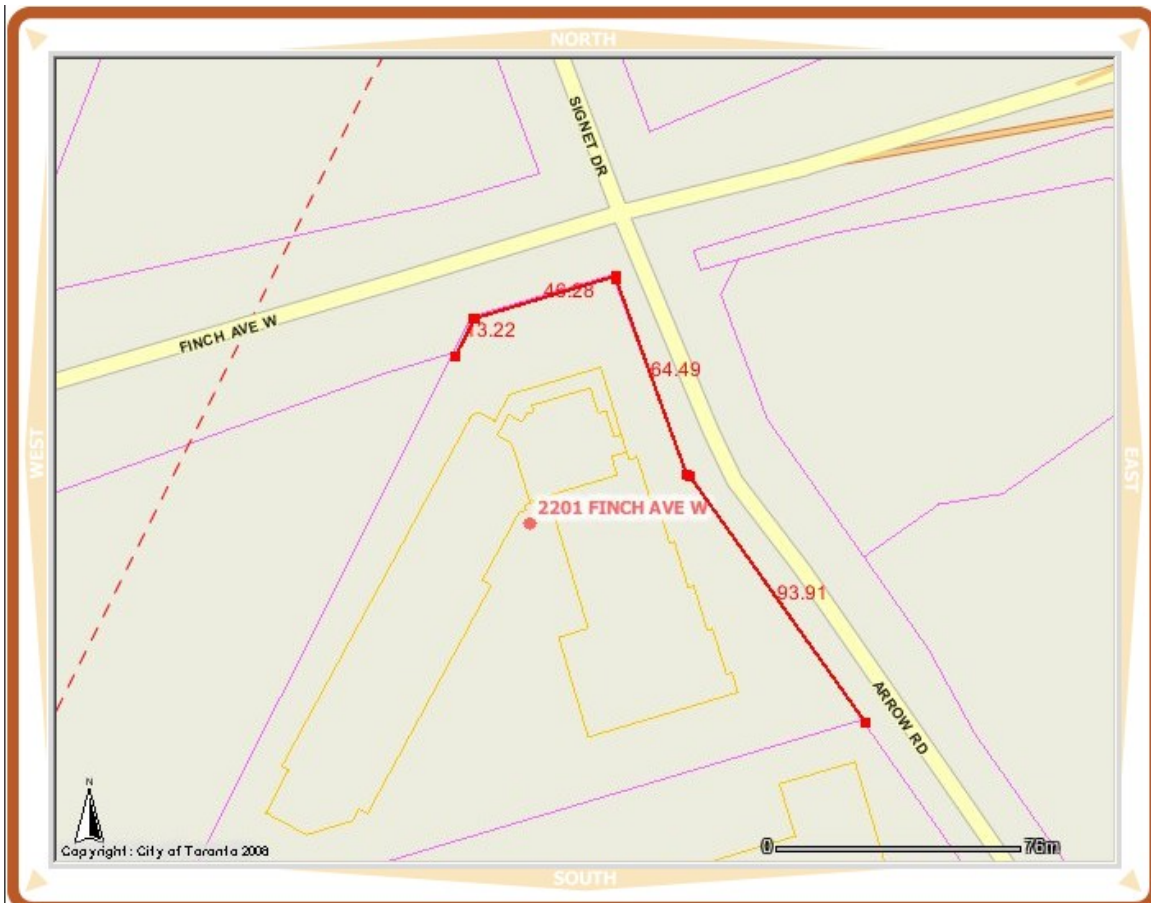 NORTH
SIGNET DR
46.28
13.22
FINCH AVE W
64.49
WEST
EAST
2201 FINCH AVE W
93.91
ARROW RD
N
0 76m
Copyright: City of Toronto 2008
SOUTH